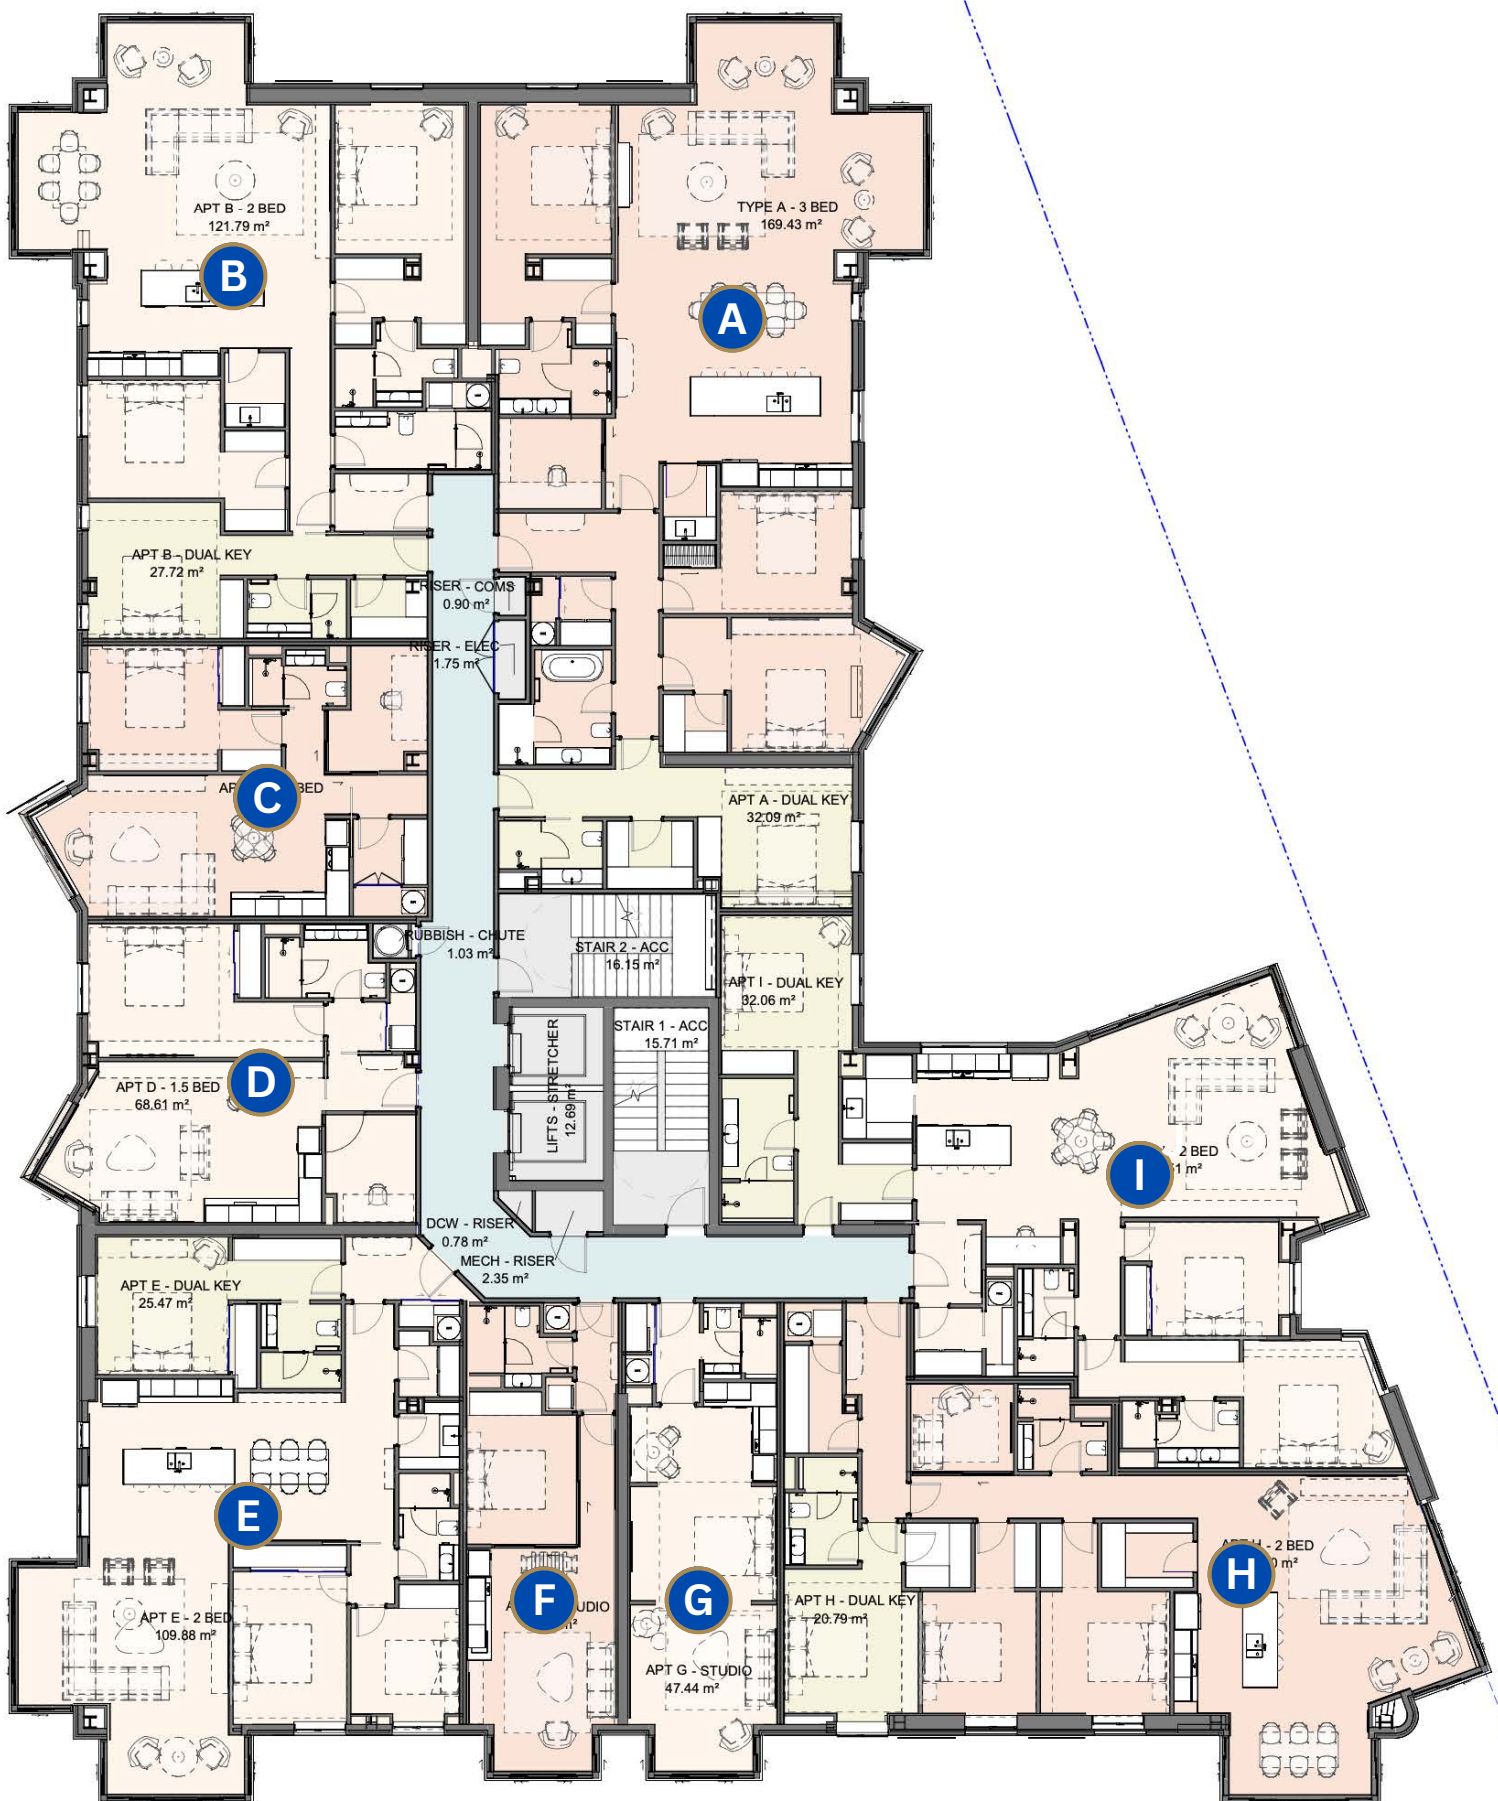 B
APT B - 2 BED
121.79 m²
A
TYPE A - 3 BED
169.43 m²
APT B - DUAL KEY
27.72 m²
RISER - COMS
0.90 m²
RISER - ELEC
1.75 m²
C
BED
APT A - DUAL KEY
32.09 m²
RUBBISH - CHUTE
1.03 m²
STAIR 2 - ACC
16.15 m²
APT I - DUAL KEY
32.06 m²
STAIR 1 - ACC
15.71 m²
LIFTS - STRETCHER
12.69 m²
APT D - 1.5 BED
68.61 m²
D
I
2 BED
m²
DCW - RISER
0.78 m²
MECH - RISER
2.35 m²
APT E - DUAL KEY
25.47 m²
E
APT E - 2 BED
109.88 m²
F
G
APT G - STUDIO
47.44 m²
APT H - DUAL KEY
20.79 m²
H
- 2 BED
m²